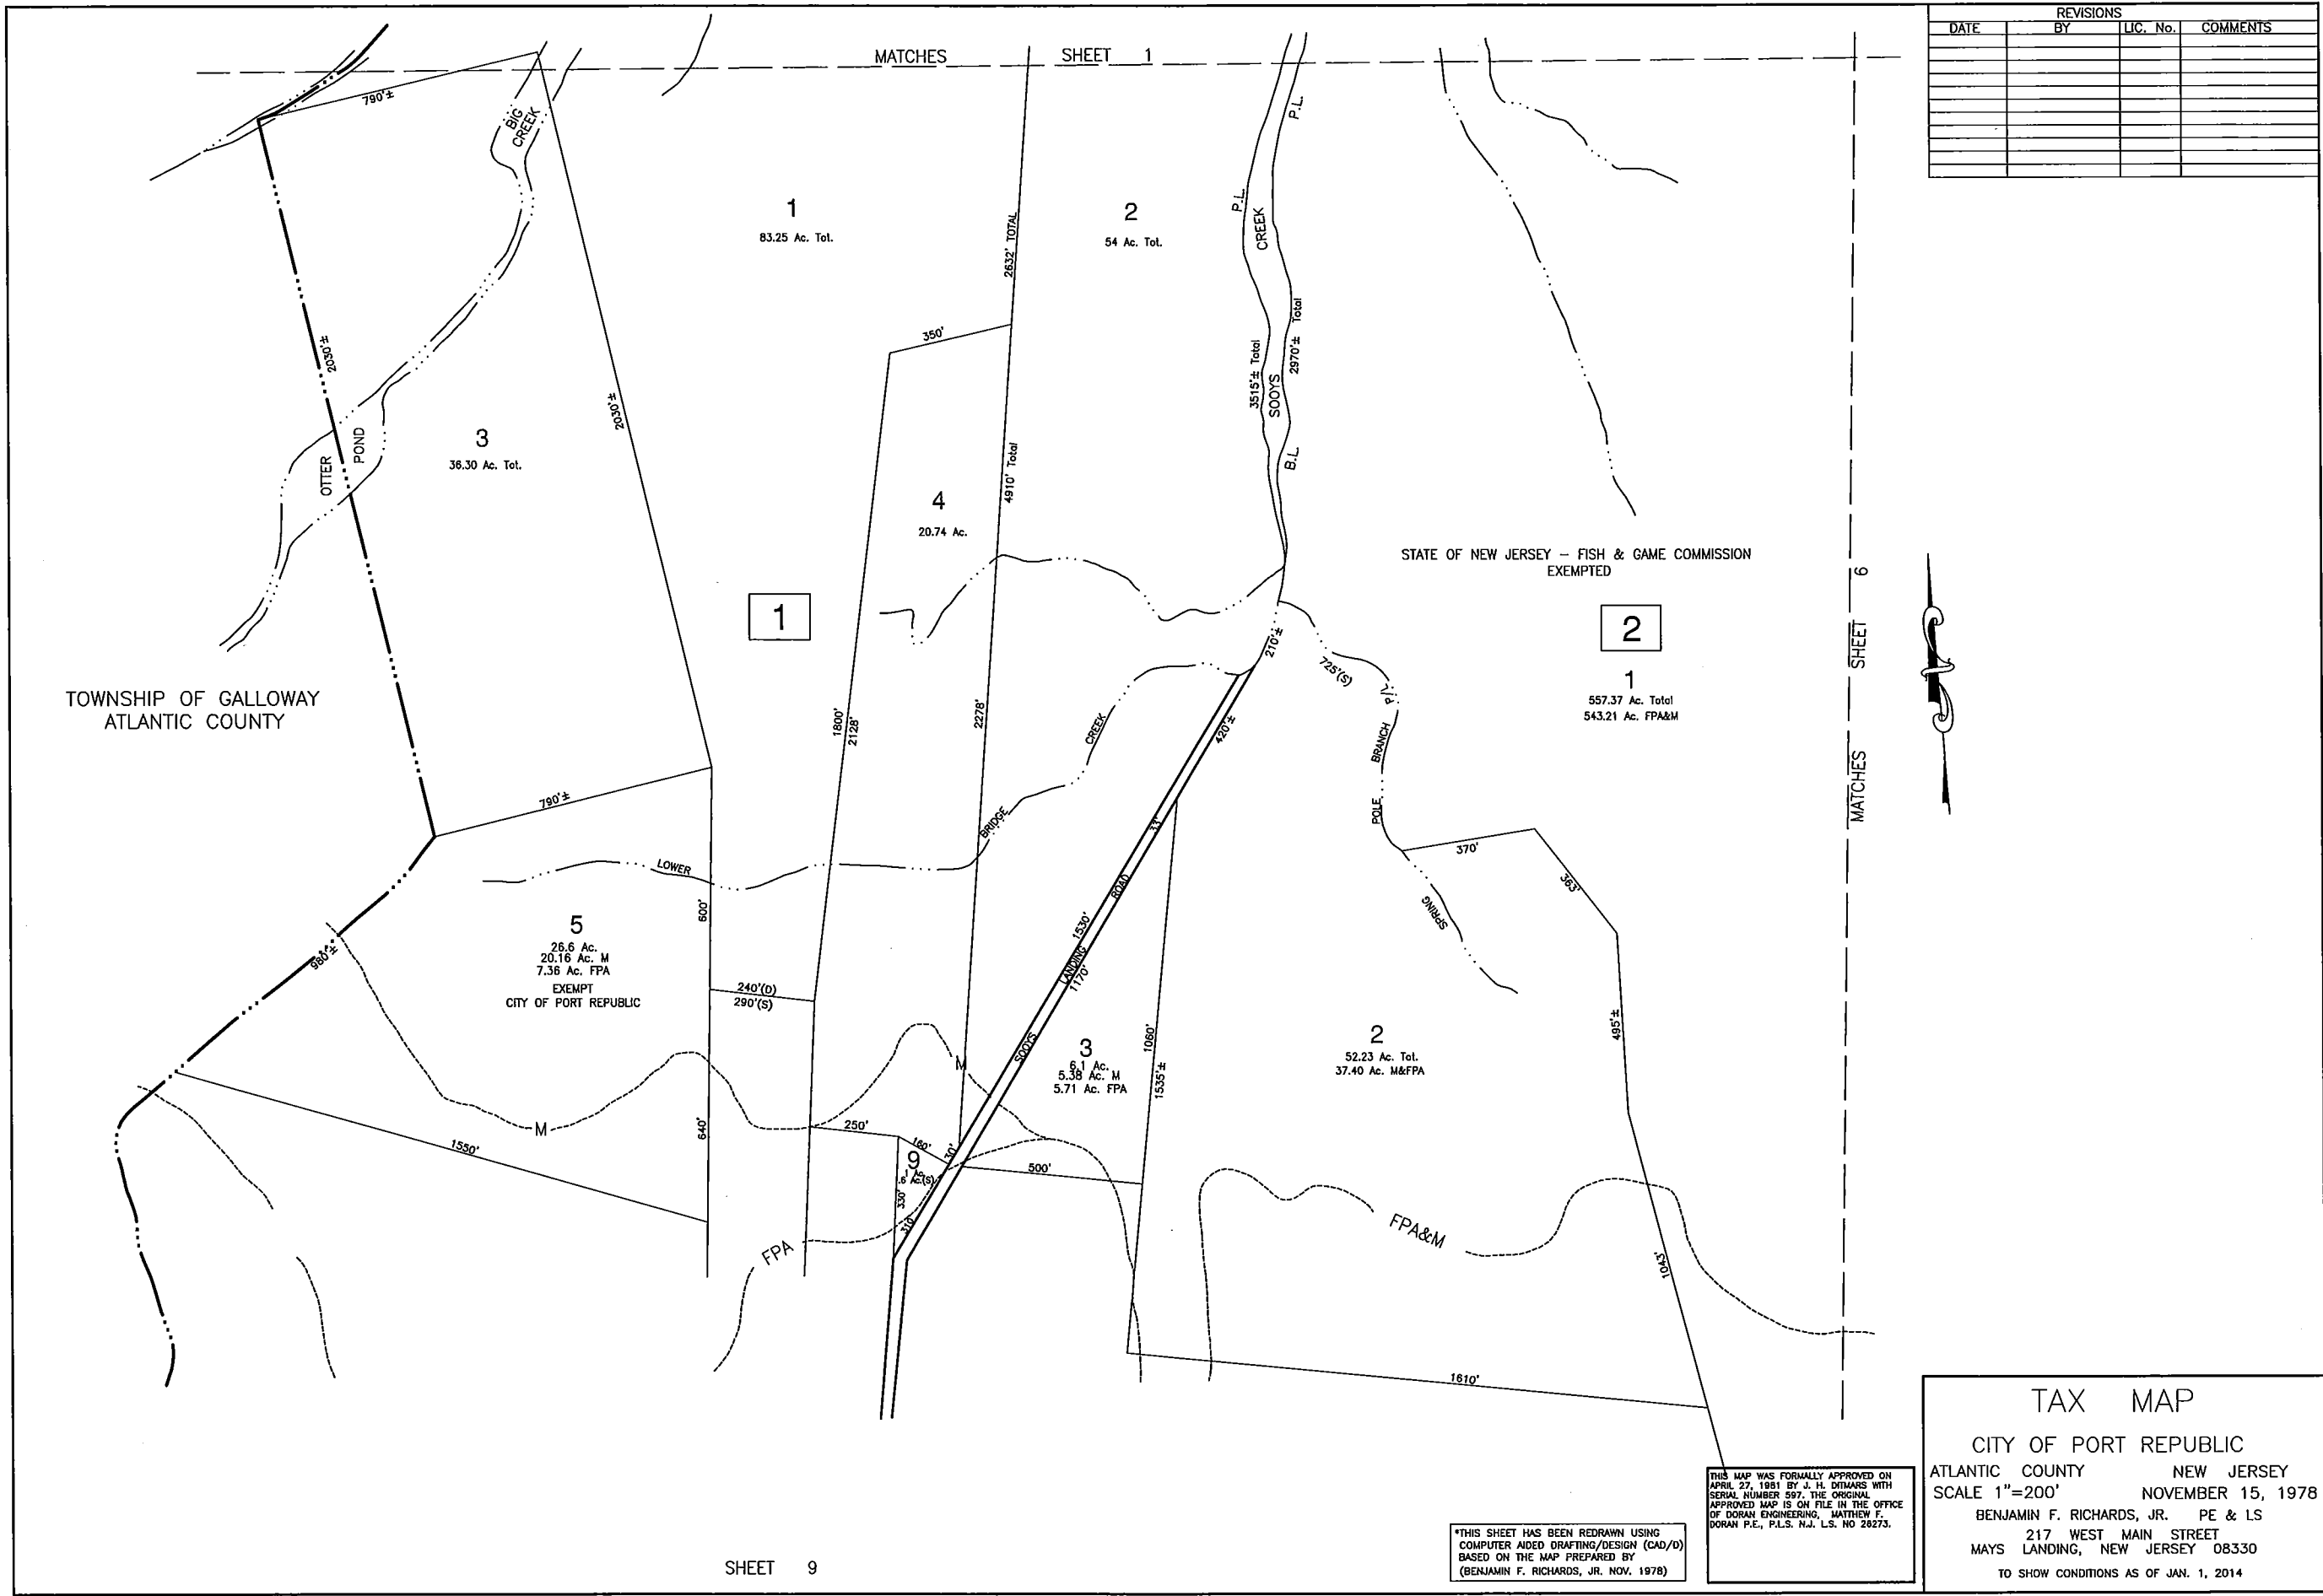 REVISIONS
DATE BY LIC. No. COMMENTS
MATCHES SHEET 1
790'±
BIG
CREEK
P.L.
P.L.
CREEK
1
83.25 Ac. Tot.
2632' TOTAL
2
54 Ac. Tot.
2030'±
350'
3515'± Total
SOOYS
2970'± Total
B.L.
2030'±
OTTER
POND
3
36.30 Ac. Tot.
4910' Total
4
20.74 Ac.
STATE OF NEW JERSEY – FISH & GAME COMMISSION
EXEMPTED
1
2
1
557.37 Ac. Total
543.21 Ac. FPA&M
MATCHES SHEET 6
210'±
725'(S)
P/L
TOWNSHIP OF GALLOWAY
ATLANTIC COUNTY
1800'
2128'
2278'
CREEK
420'±
BRANCH
POLE
SPRING
790'±
BRIDGE
LOWER
33'
370'
363'
600'
ROAD
1530'
LANDING
1170'
SOOYS
980'±
5
26.6 Ac.
20.16 Ac. M
7.36 Ac. FPA
EXEMPT
CITY OF PORT REPUBLIC
240'(D)
290'(S)
495'±
3
6.1 Ac.
5.38 Ac. M
5.71 Ac. FPA
1060'
1535'±
2
52.23 Ac. Tot.
37.40 Ac. M&FPA
M
M
640'
250'
160'
30'
1550'
9
1 Ac.
.6 Ac.(S)
330'
310'
500'
FPA
FPA&M
1043'
1610'
TAX MAP
CITY OF PORT REPUBLIC
ATLANTIC COUNTY NEW JERSEY
SCALE 1"=200' NOVEMBER 15, 1978
BENJAMIN F. RICHARDS, JR. PE & LS
217 WEST MAIN STREET
MAYS LANDING, NEW JERSEY 08330
TO SHOW CONDITIONS AS OF JAN. 1, 2014
THIS MAP WAS FORMALLY APPROVED ON
APRIL 27, 1981 BY J. H. DITMARS WITH
SERIAL NUMBER 597. THE ORIGINAL
APPROVED MAP IS ON FILE IN THE OFFICE
OF DORAN ENGINEERING, MATTHEW F.
DORAN P.E., P.L.S. N.J. L.S. NO 26273.
*THIS SHEET HAS BEEN REDRAWN USING
COMPUTER AIDED DRAFTING/DESIGN (CAD/D)
BASED ON THE MAP PREPARED BY
(BENJAMIN F. RICHARDS, JR. NOV. 1978)
SHEET 9